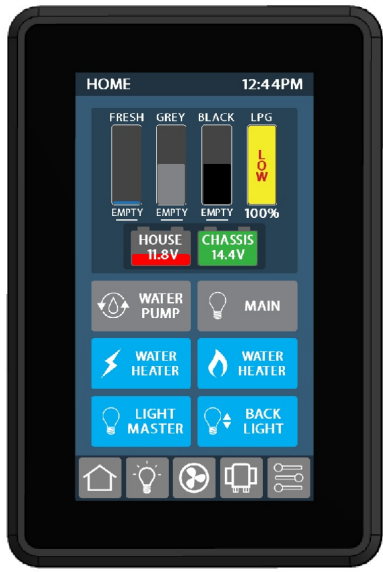 HOME 12:44PM
FRESH GREY BLACK LPG
LOW
EMPTY EMPTY EMPTY 100%
HOUSE CHASSIS
11.8V 14.4V
WATER PUMP
MAIN
WATER HEATER
WATER HEATER
LIGHT MASTER
BACK LIGHT